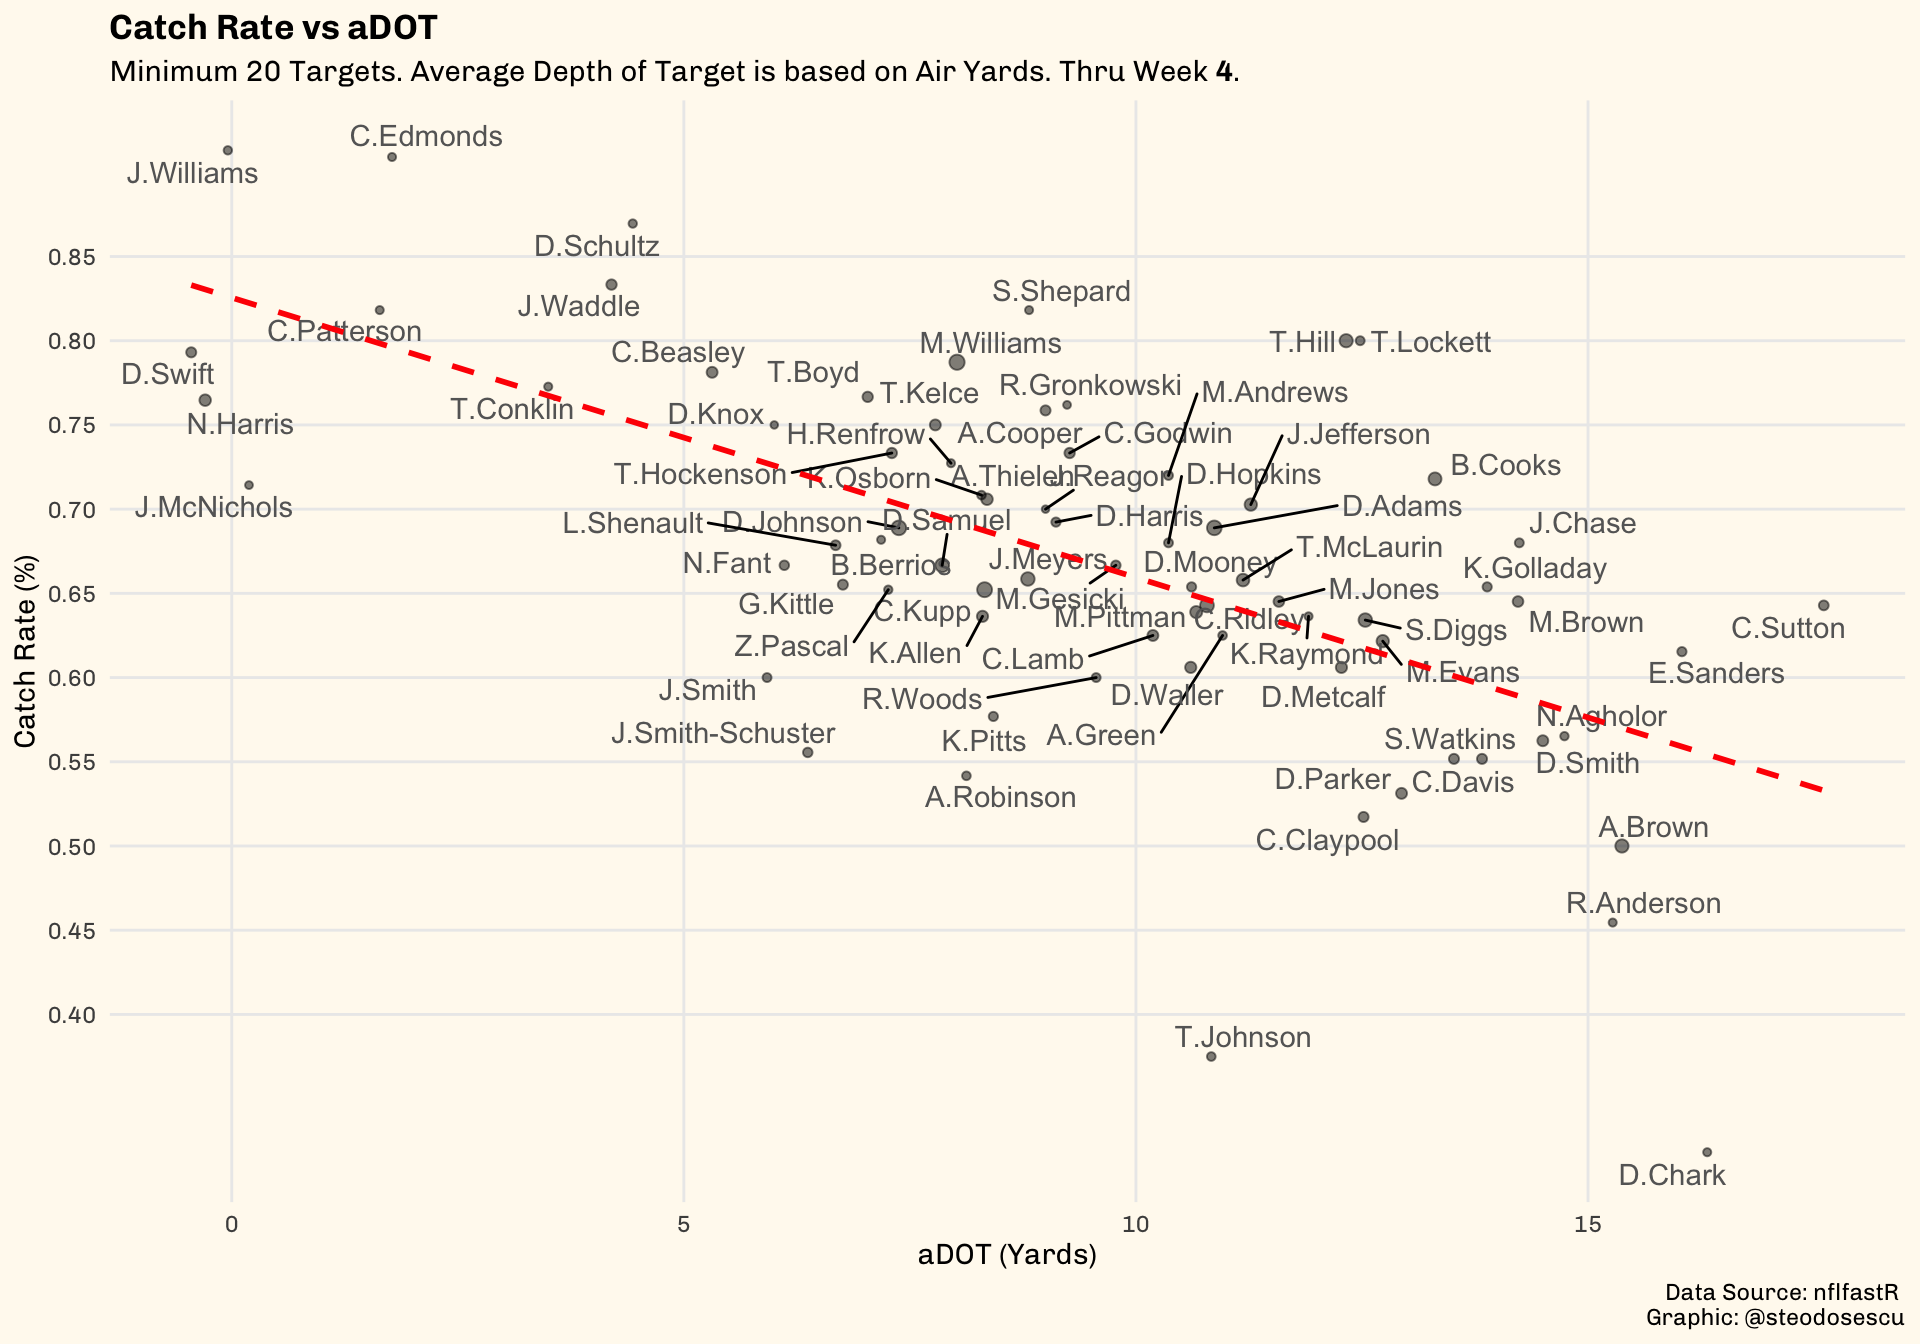 Catch Rate vs aDOT
Minimum 20 Targets. Average Depth of Target is based on Air Yards. Thru Week 4.
C.Edmonds
J.Williams
D.Schultz
0.85
S.Shepard
J.Waddle
C.Patterson
0.80
T.Hill
T.Lockett
M.Williams
C.Beasley
T.Boyd
D.Swift
R.Gronkowski
T.Kelce
M.Andrews
T.Conklin
D.Knox
0.75
N.Harris
H.Renfrow
A.Cooper
C.Godwin
J.Jefferson
B.Cooks
T.Hockenson
K.Osborn
A.Thielen
J.Reagor
D.Hopkins
J.McNichols
0.70
D.Adams
D.Harris
L.Shenault
D.Johnson
D.Samuel
J.Chase
T.McLaurin
N.Fant
B.Berrios
J.Meyers
D.Mooney
K.Golladay
0.65
M.Jones
M.Gesicki
G.Kittle
C.Kupp
M.Pittman
C.Ridley
M.Brown
C.Sutton
S.Diggs
Z.Pascal
K.Allen
C.Lamb
K.Raymond
0.60
M.Evans
E.Sanders
J.Smith
R.Woods
D.Waller
D.Metcalf
N.Agholor
J.Smith-Schuster
K.Pitts
A.Green
S.Watkins
0.55
D.Smith
D.Parker
C.Davis
A.Robinson
A.Brown
C.Claypool
0.50
R.Anderson
0.45
0.40
T.Johnson
D.Chark
Catch Rate (%)
0
5
10
15
aDOT (Yards)
Data Source: nflfastR
Graphic: @steodosescu